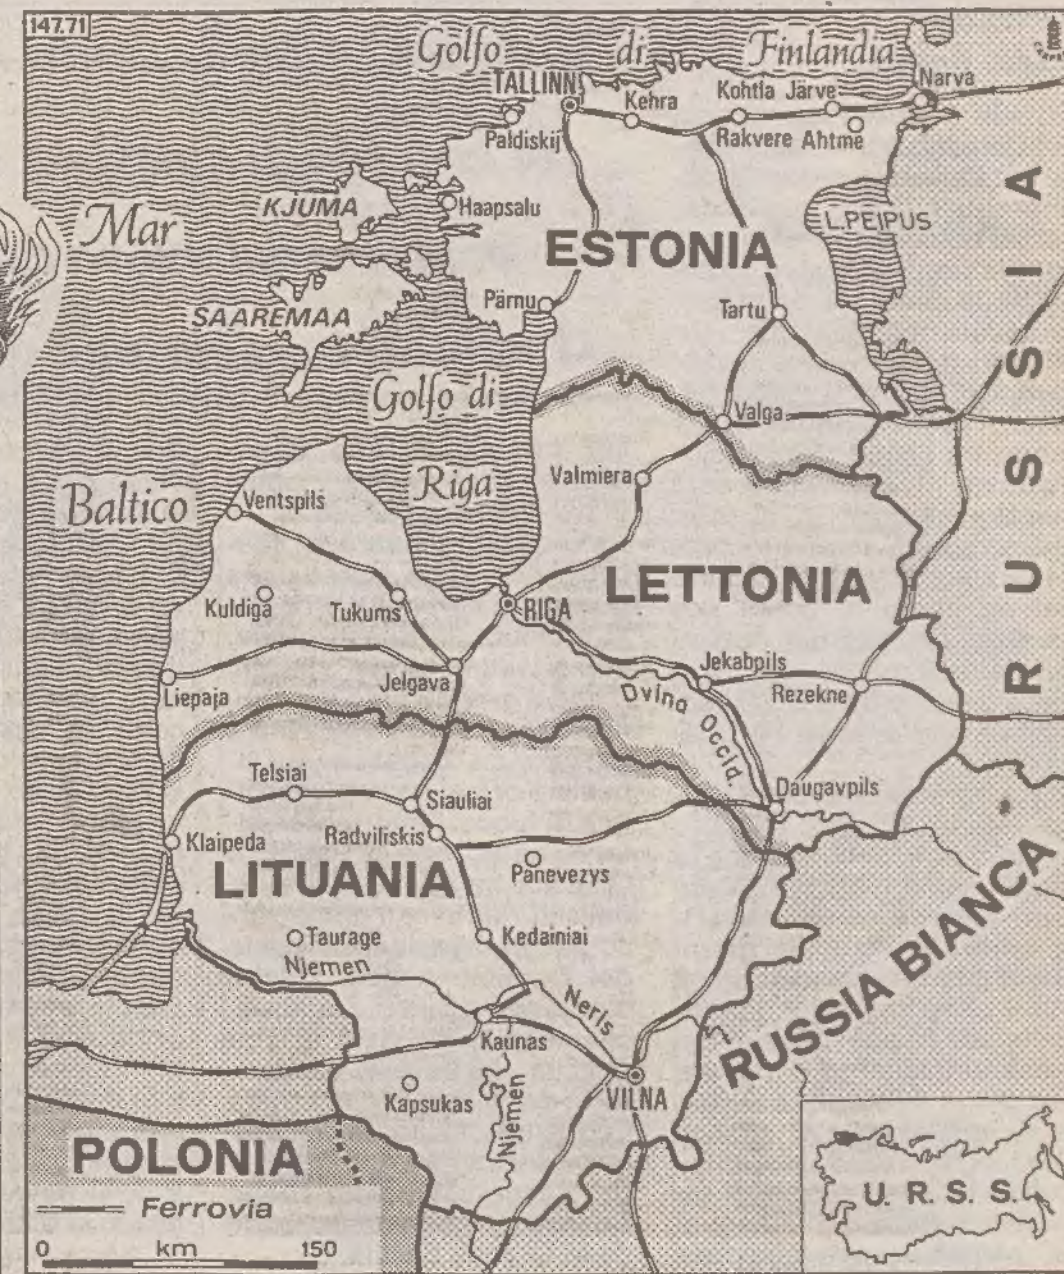 147.71
Golfo di Finlandia
TALLINN
Kehra
Kohtla Järve
Narva
Paldiskij
Rakvere
Ahtme
KJUMA
Haapsalu
L.PEIPUS
Mar
ESTONIA
SAAREMAA
Pärnu
Tartu
RUSSIA
Golfo di
Riga
Valga
Valmiera
Baltico
Ventspils
LETTONIA
Kuldiga
Tukums
RIGA
Jekabpils
Liepaja
Jelgava
Rezekne
Dvina Occid.
Telsiai
Siauliai
Daugavpils
Klaipeda
Radviliskis
LITUANIA
Panevezys
RUSSIA BIANCA
Taurage
Kedainiai
Njemen
Neris
Kaunas
Kapsukas
Njemen
VILNA
POLONIA
U. R. S. S.
Ferrovia
0 km 150